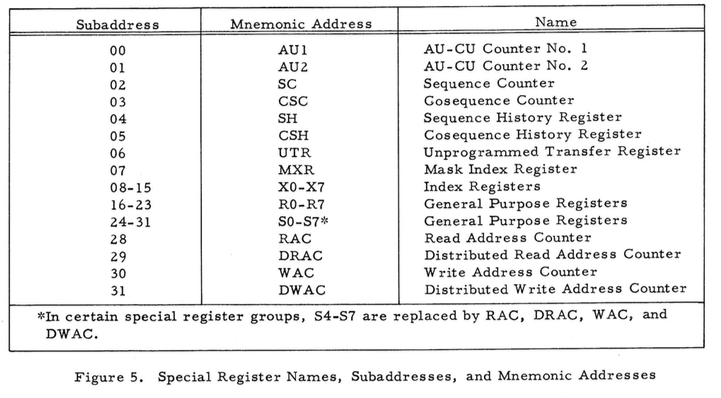 Subaddress Mnemonic Address Name
00 AU1 AU-CU Counter No. 1
01 AU2 AU-CU Counter No. 2
02 SC Sequence Counter
03 CSC Gosequence Counter
04 SH Sequence History Register
05 CSH Cosequence History Register
06 UTR Unprogrammed Transfer Register
07 MXR Mask Index Register
08-15 X0-X7 Index Registers
16-23 R0-R7 General Purpose Registers
24-31 S0-S7* General Purpose Registers
28 RAC Read Address Counter
29 DRAC Distributed Read Address Counter
30 WAC Write Address Counter
31 DWAC Distributed Write Address Counter
*In certain special register groups, S4-S7 are replaced by RAC, DRAC, WAC, and
DWAC.
Figure 5. Special Register Names, Subaddresses, and Mnemonic Addresses